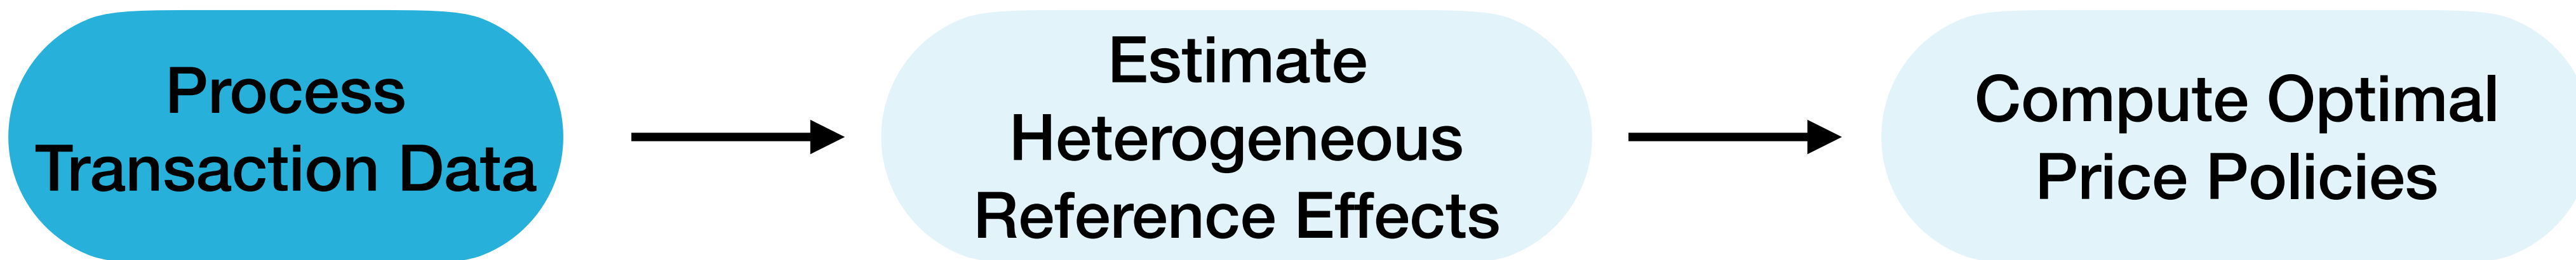 Process
Transaction Data
Estimate
Heterogeneous
Reference Effects
Compute Optimal
Price Policies